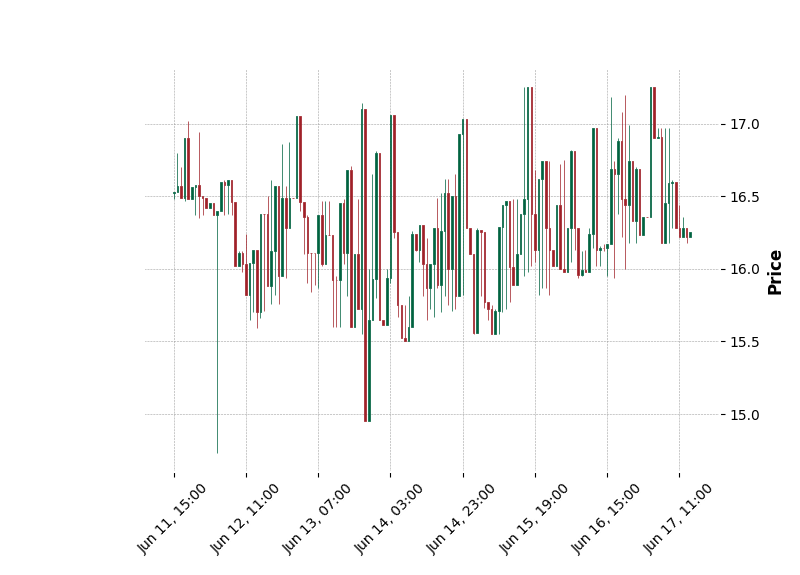 17.0
16.5
16.0
15.5
15.0
Price
Jun 11, 15:00
Jun 12, 11:00
Jun 13, 07:00
Jun 14, 03:00
Jun 14, 23:00
Jun 15, 19:00
Jun 16, 15:00
Jun 17, 11:00